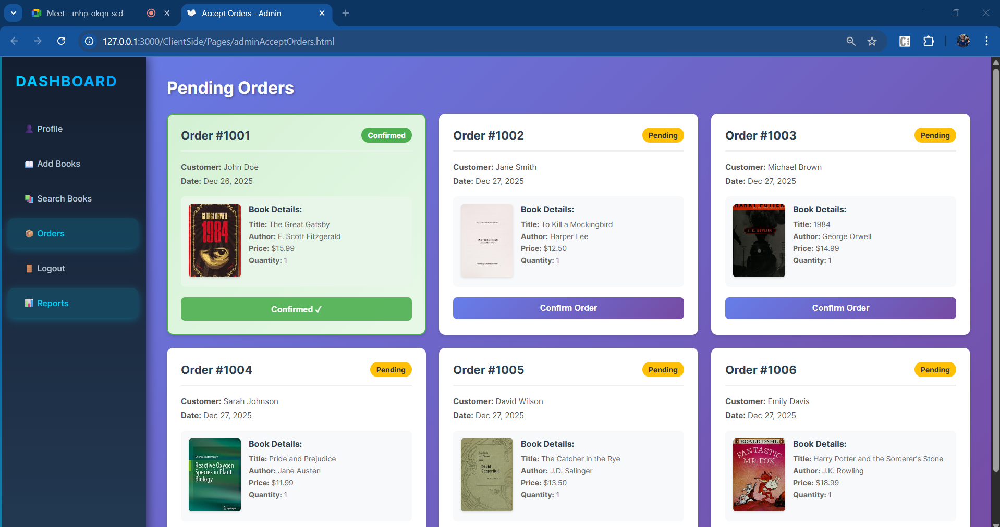 Meet - mhp-okqn-scd
Accept Orders - Admin
127.0.0.1:3000/ClientSide/Pages/adminAcceptOrders.html
DASHBOARD
Profile
Add Books
Search Books
Orders
Logout
Reports
Pending Orders
Order #1001
Confirmed
Customer: John Doe
Date: Dec 26, 2025
GEORGE ORWELL
1984
Book Details:
Title: The Great Gatsby
Author: F. Scott Fitzgerald
Price: $15.99
Quantity: 1
Confirmed ✓
Order #1002
Pending
Customer: Jane Smith
Date: Dec 27, 2025
GARTH BROOKS
Book Details:
Title: To Kill a Mockingbird
Author: Harper Lee
Price: $12.50
Quantity: 1
Confirm Order
Order #1003
Pending
Customer: Michael Brown
Date: Dec 27, 2025
HARRY POTTER
J. K. ROWLING
Book Details:
Title: 1984
Author: George Orwell
Price: $14.99
Quantity: 1
Confirm Order
Order #1004
Pending
Customer: Sarah Johnson
Date: Dec 27, 2025
Soumen Bhattacharjee
Reactive Oxygen
Species in Plant
Biology
Springer
Book Details:
Title: Pride and Prejudice
Author: Jane Austen
Price: $11.99
Quantity: 1
Order #1005
Pending
Customer: David Wilson
Date: Dec 27, 2025
Readings
and Scenes
from
David
Copperfield
Book Details:
Title: The Catcher in the Rye
Author: J.D. Salinger
Price: $13.50
Quantity: 1
Order #1006
Pending
Customer: Emily Davis
Date: Dec 27, 2025
ROALD DAHL
FANTASTIC
MR. FOX
Book Details:
Title: Harry Potter and the Sorcerer's Stone
Author: J.K. Rowling
Price: $18.99
Quantity: 1